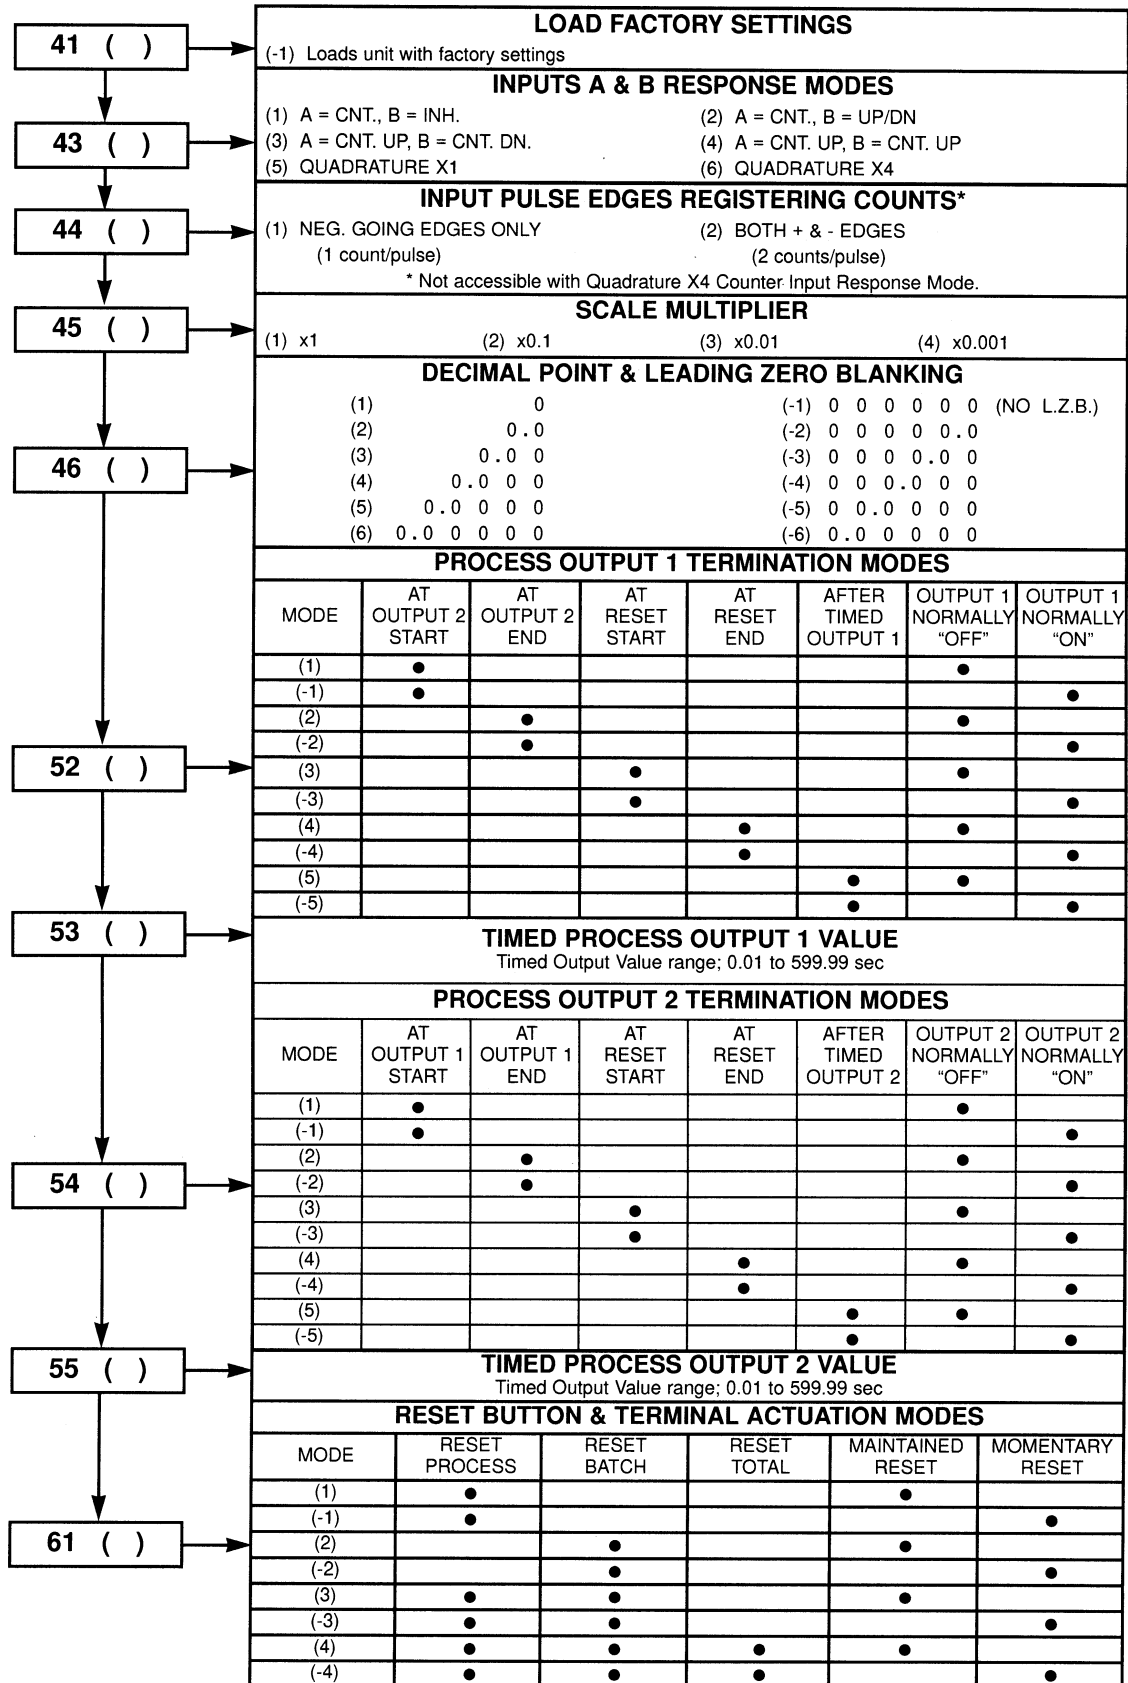 LOAD FACTORY SETTINGS
41 ( )
(-1) Loads unit with factory settings
INPUTS A & B RESPONSE MODES
(1) A = CNT., B = INH. (2) A = CNT., B = UP/DN
43 ( )
(3) A = CNT. UP, B = CNT. DN. (4) A = CNT. UP, B = CNT. UP
(5) QUADRATURE X1 (6) QUADRATURE X4
INPUT PULSE EDGES REGISTERING COUNTS*
44 ( )
(1) NEG. GOING EDGES ONLY (2) BOTH + & - EDGES
(1 count/pulse) (2 counts/pulse)
* Not accessible with Quadrature X4 Counter Input Response Mode.
SCALE MULTIPLIER
45 ( )
(1) x1 (2) x0.1 (3) x0.01 (4) x0.001
DECIMAL POINT & LEADING ZERO BLANKING
(1) 0 (-1) 0 0 0 0 0 0 (NO L.Z.B.)
(2) 0.0 (-2) 0 0 0 0 0.0
(3) 0.0 0 (-3) 0 0 0 0.0 0
46 ( )
(4) 0.0 0 0 (-4) 0 0 0.0 0 0
(5) 0.0 0 0 0 (-5) 0 0.0 0 0 0
(6) 0.0 0 0 0 0 (-6) 0.0 0 0 0 0
PROCESS OUTPUT 1 TERMINATION MODES
MODE AT OUTPUT 2 START AT OUTPUT 2 END AT RESET START AT RESET END AFTER TIMED OUTPUT 1 OUTPUT 1 NORMALLY “OFF” OUTPUT 1 NORMALLY “ON”
(1) ● ●
(-1) ● ●
(2) ● ●
(-2) ● ●
52 ( )
(3) ● ●
(-3) ● ●
(4) ● ●
(-4) ● ●
(5) ● ●
(-5) ● ●
53 ( )
TIMED PROCESS OUTPUT 1 VALUE
Timed Output Value range; 0.01 to 599.99 sec
PROCESS OUTPUT 2 TERMINATION MODES
MODE AT OUTPUT 1 START AT OUTPUT 1 END AT RESET START AT RESET END AFTER TIMED OUTPUT 2 OUTPUT 2 NORMALLY “OFF” OUTPUT 2 NORMALLY “ON”
(1) ● ●
(-1) ● ●
(2) ● ●
54 ( )
(-2) ● ●
(3) ● ●
(-3) ● ●
(4) ● ●
(-4) ● ●
(5) ● ●
(-5) ● ●
55 ( )
TIMED PROCESS OUTPUT 2 VALUE
Timed Output Value range; 0.01 to 599.99 sec
RESET BUTTON & TERMINAL ACTUATION MODES
MODE RESET PROCESS RESET BATCH RESET TOTAL MAINTAINED RESET MOMENTARY RESET
(1) ● ●
(-1) ● ●
61 ( )
(2) ● ●
(-2) ● ●
(3) ● ● ●
(-3) ● ● ●
(4) ● ● ● ●
(-4) ● ● ● ●